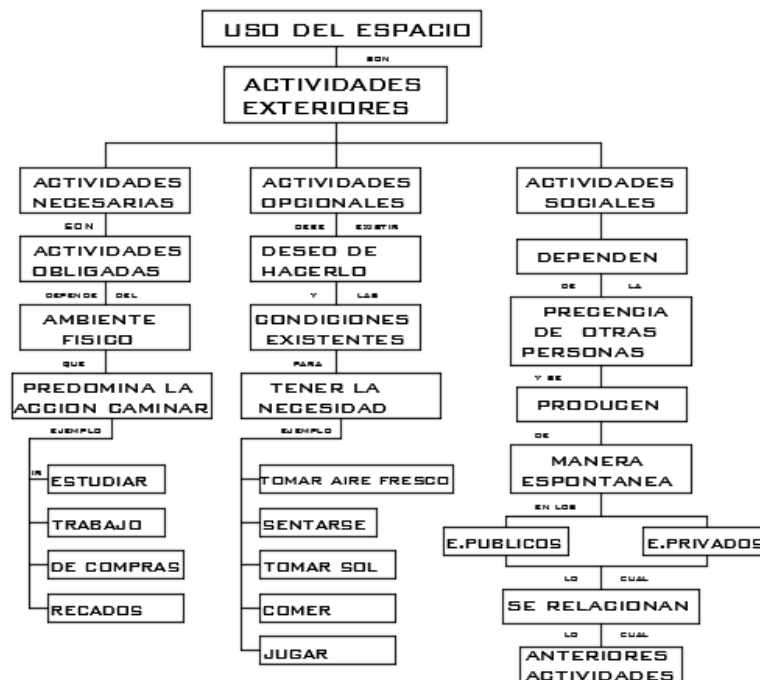 USO DEL ESPACIO
SON
ACTIVIDADES
EXTERIORES
ACTIVIDADES
NECESARIAS
SON
ACTIVIDADES
OBLIGADAS
DEPENDE DEL
AMBIENTE
FISICO
QUE
PREDOMINA LA
ACCION CAMINAR
EJEMPLO
IR
ESTUDIAR
TRABAJO
DE COMPRAS
RECADOS
ACTIVIDADES
OPCIONALES
DEBE EXISTIR
DESEO DE
HACERLO
Y LAS
CONDICIONES
EXISTENTES
PARA
TENER LA
NECESIDAD
EJEMPLO
TOMAR AIRE FRESCO
SENTARSE
TOMAR SOL
COMER
JUGAR
ACTIVIDADES
SOCIALES
DEPENDEN
DE LA
PRECENCIA
DE OTRAS
PERSONAS
Y SE
PRODUCEN
DE
MANERA
ESPONTANEA
EN LOS
E.PUBLICOS
E.PRIVADOS
LO CUAL
SE RELACIONAN
LO CUAL
ANTERIORES
ACTIVIDADES